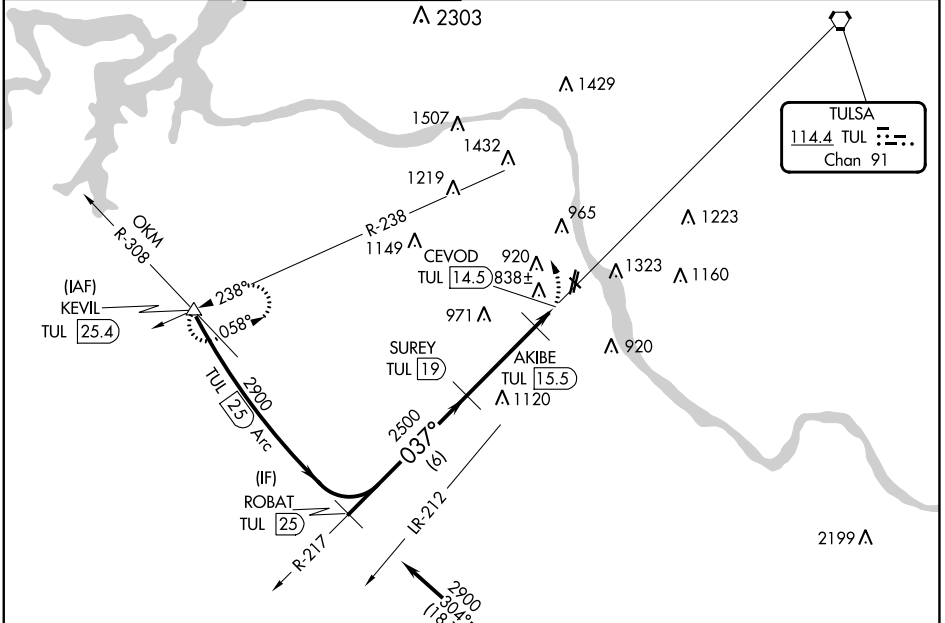 2303
1429
TULSA
114.4 TUL
Chan 91
1507
1432
1219
R-238
1149
OKM
R-308
965
1223
CEVOD
TUL 14.5
920
838±
1323
1160
(IAF)
KEVIL
TUL 25.4
238°
058°
971
SUREY
TUL 19
AKIBE
TUL 15.5
920
1120
2900
TUL 25 Arc
2500
037°
(6)
(IF)
ROBAT
TUL 25
R-217
LR-212
2199
2900
304°
(18.